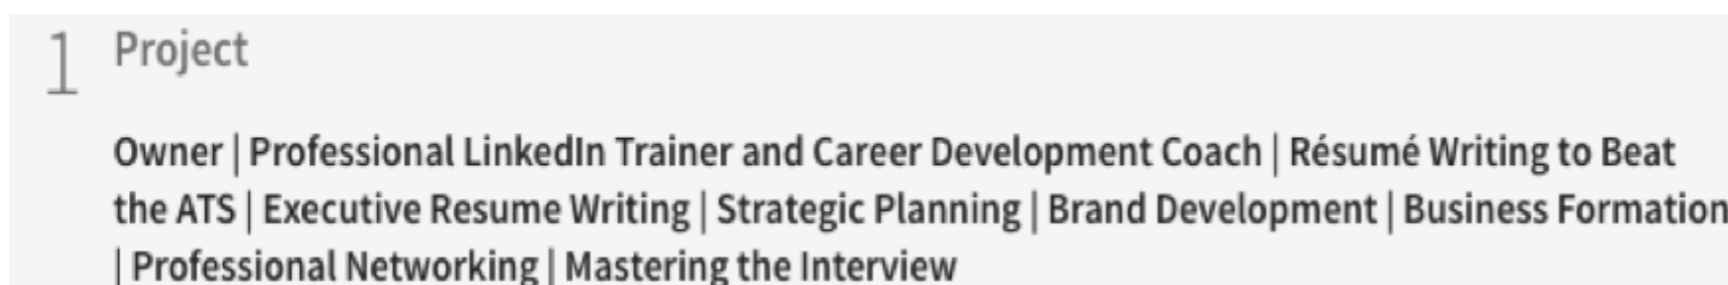 1 Project
Owner | Professional LinkedIn Trainer and Career Development Coach | Résumé Writing to Beat
the ATS | Executive Resume Writing | Strategic Planning | Brand Development | Business Formation
| Professional Networking | Mastering the Interview